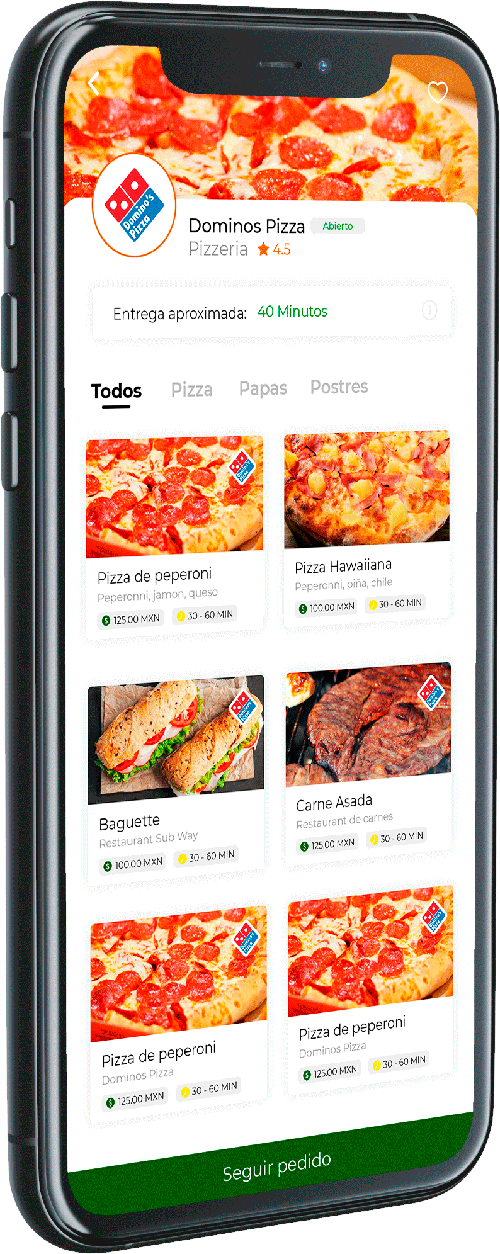 Domino's
Pizza
Dominos Pizza Abierto
Pizzeria 4.5
Entrega aproximada: 40 Minutos
Todos Pizza Papas Postres
Pizza de peperoni
Peperonni, jamon, queso
$ 125.00 MXN 30 - 60 MIN
Pizza Hawaiiana
Peperonni, piña, chile
$ 100.00 MXN 30 - 60 MIN
Baguette
Restaurant Sub Way
$ 100.00 MXN 30 - 60 MIN
Carne Asada
Restaurant de carnes
$ 125.00 MXN 30 - 60 MIN
Pizza de peperoni
Dominos Pizza
$ 125.00 MXN 30 - 60 MIN
Pizza de peperoni
Dominos Pizza
$ 125.00 MXN 30 - 60 MIN
Seguir pedido